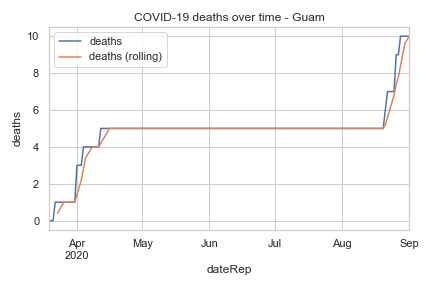 COVID-19 deaths over time - Guam
deaths
deaths (rolling)
10
8
6
4
2
0
deaths
Apr
2020
May
Jun
Jul
Aug
Sep
dateRep